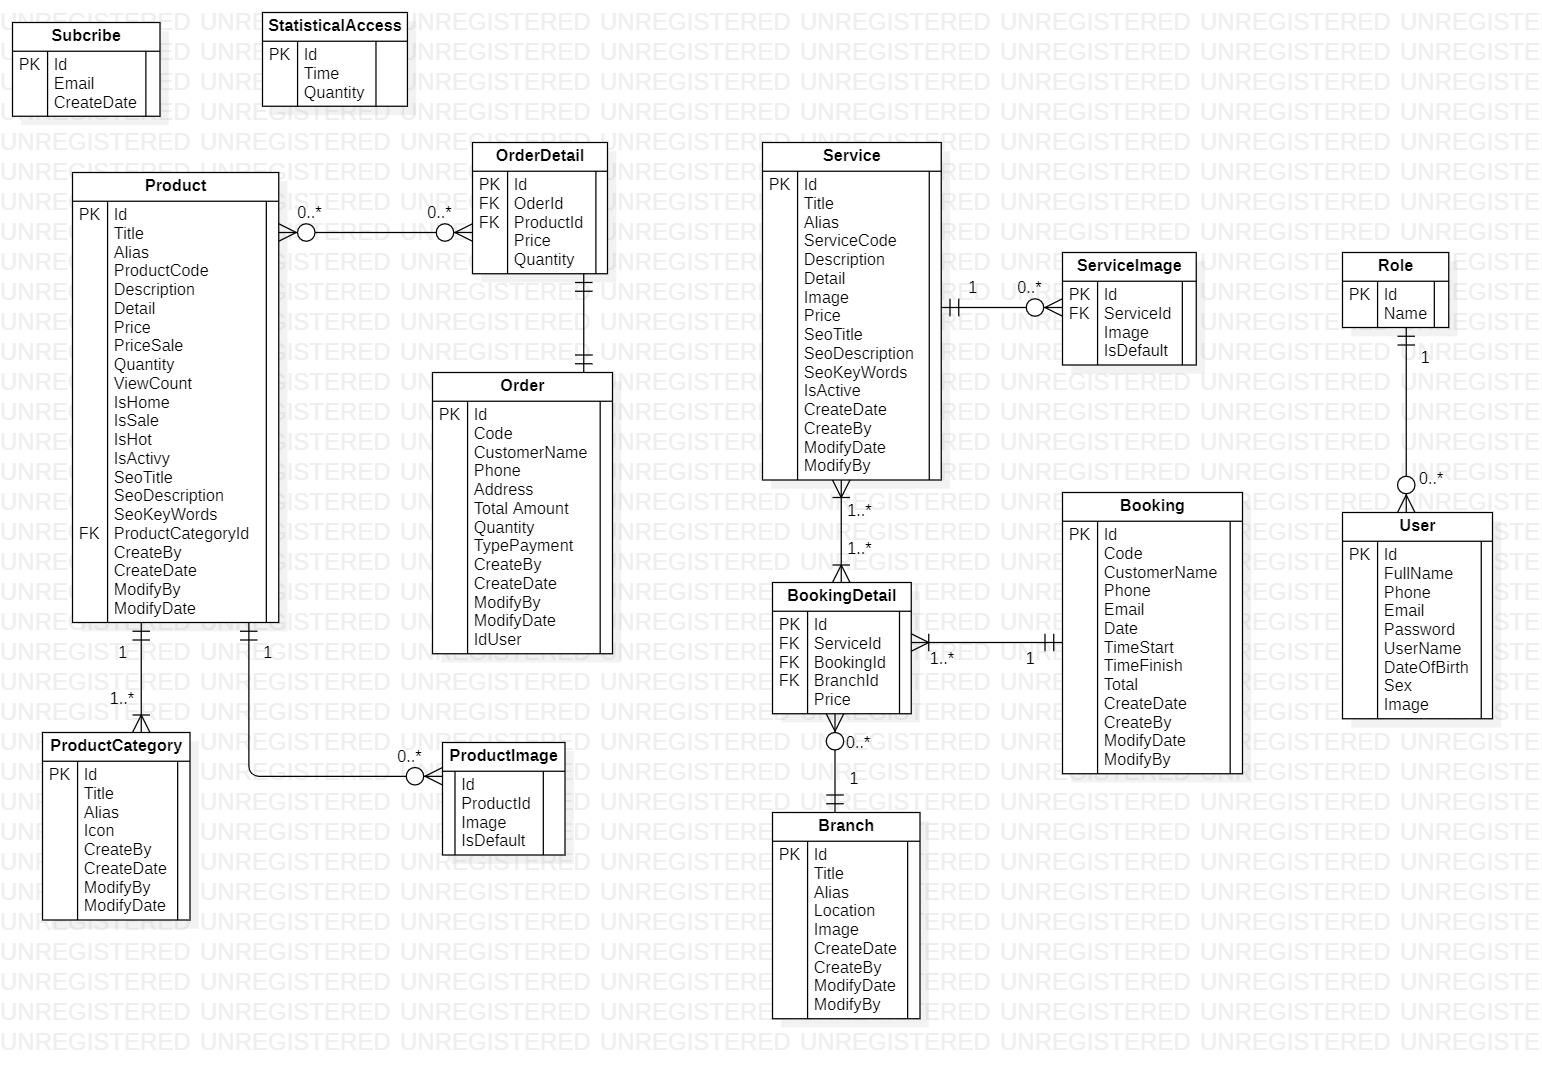 Subcribe
PK Id
Email
CreateDate
StatisticalAccess
PK Id
Time
Quantity
Product
PK Id
Title
Alias
ProductCode
Description
Detail
Price
PriceSale
Quantity
ViewCount
IsHome
IsSale
IsHot
IsActivy
SeoTitle
SeoDescription
SeoKeyWords
FK ProductCategoryId
CreateBy
CreateDate
ModifyBy
ModifyDate
0..*
0..*
OrderDetail
PK Id
FK OderId
FK ProductId
Price
Quantity
Order
PK Id
Code
CustomerName
Phone
Address
Total Amount
Quantity
TypePayment
CreateBy
CreateDate
ModifyBy
ModifyDate
IdUser
1
1..*
1
0..*
ProductCategory
PK Id
Title
Alias
Icon
CreateBy
CreateDate
ModifyBy
ModifyDate
ProductImage
Id
ProductId
Image
IsDefault
Service
PK Id
Title
Alias
ServiceCode
Description
Detail
Image
Price
SeoTitle
SeoDescription
SeoKeyWords
IsActive
CreateDate
CreateBy
ModifyDate
ModifyBy
1
0..*
ServiceImage
PK Id
FK ServiceId
Image
IsDefault
1..*
1..*
BookingDetail
PK Id
FK ServiceId
FK BookingId
FK BranchId
Price
1..*
1
Booking
PK Id
Code
CustomerName
Phone
Email
Date
TimeStart
TimeFinish
Total
CreateDate
CreateBy
ModifyDate
ModifyBy
0..*
1
Branch
PK Id
Title
Alias
Location
Image
CreateDate
CreateBy
ModifyDate
ModifyBy
Role
PK Id
Name
1
0..*
User
PK Id
FullName
Phone
Email
Password
UserName
DateOfBirth
Sex
Image
UNREGISTERED